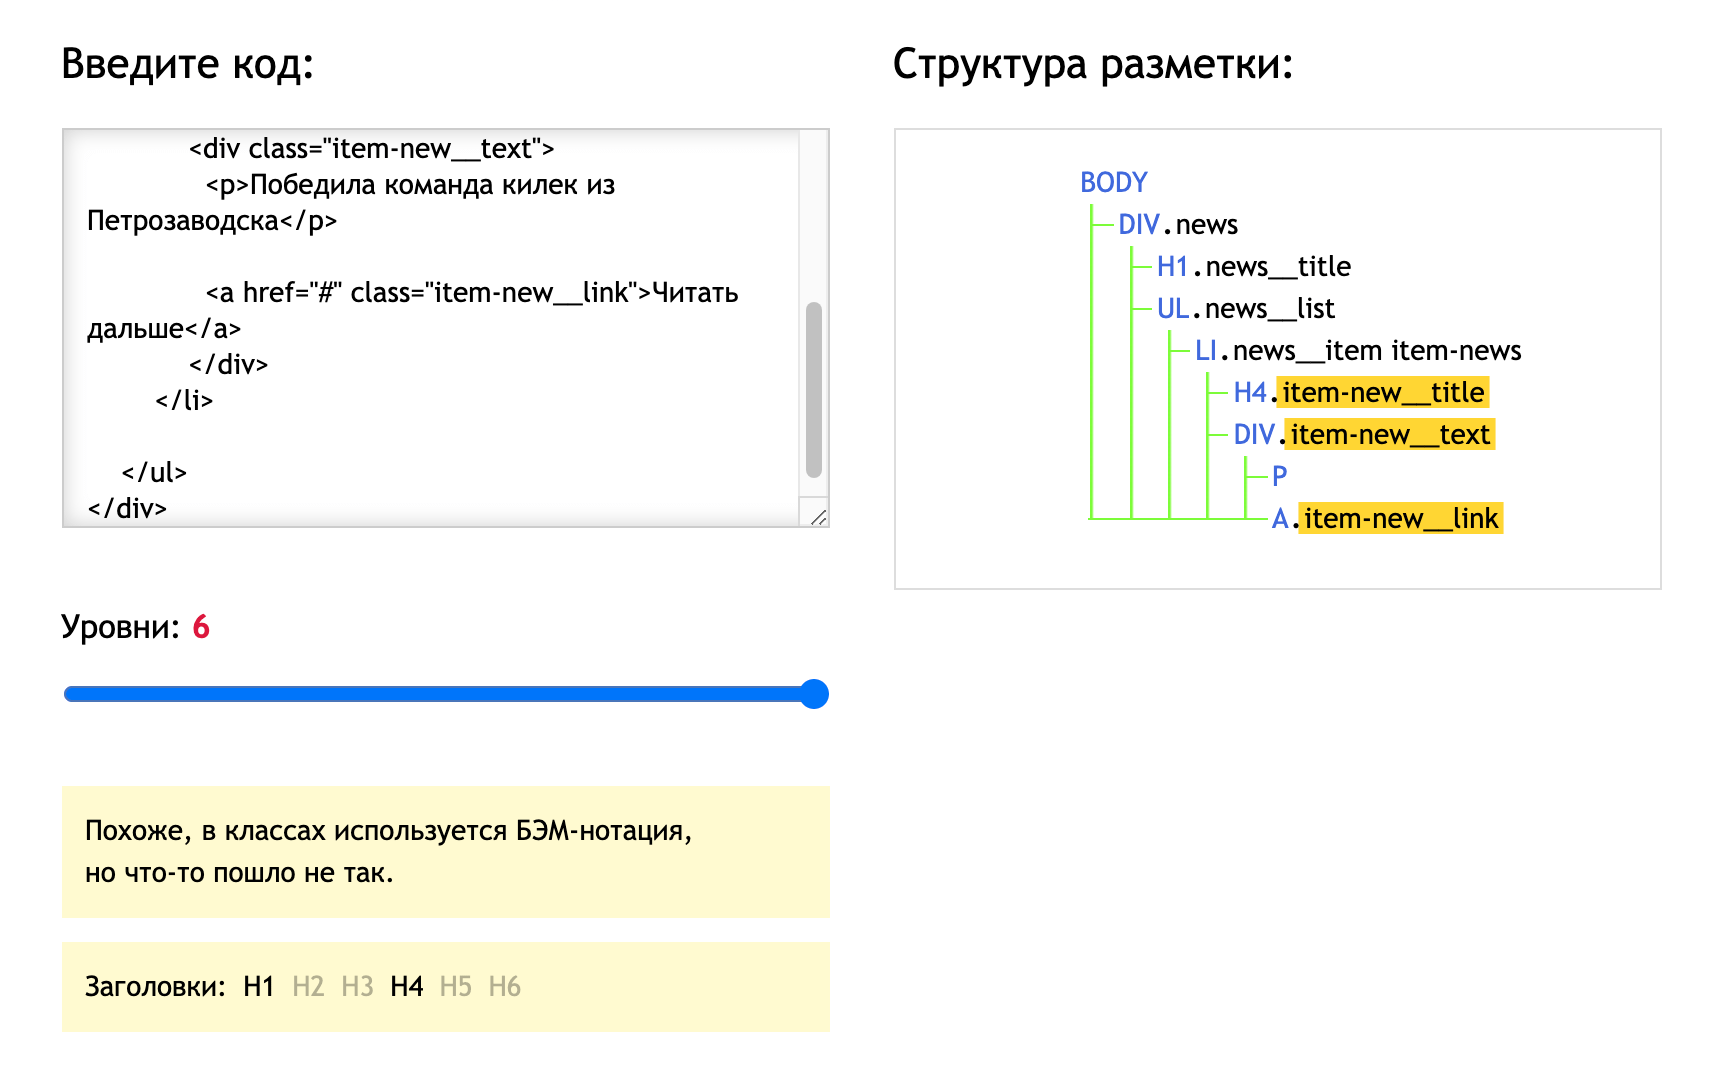 Введите код:
<div class="item-new__text">
<p>Победила команда килек из
Петрозаводска</p>
<a href="#" class="item-new__link">Читать
дальше</a>
</div>
</li>
</ul>
</div>
Уровни: 6
Похоже, в классах используется БЭМ-нотация,
но что-то пошло не так.
Заголовки: H1 H2 H3 H4 H5 H6
Структура разметки:
BODY
DIV.news
H1.news__title
UL.news__list
LI.news__item item-news
H4.item-new__title
DIV.item-new__text
P
A.item-new__link